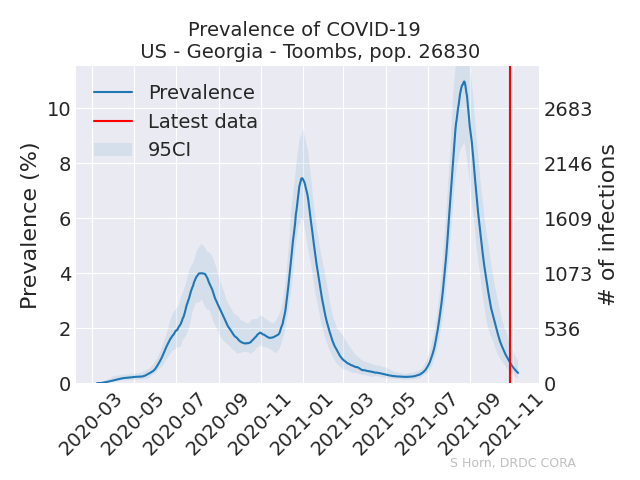 Prevalence of COVID-19
US - Georgia - Toombs, pop. 26830
Prevalence
Latest data
95CI
Prevalence (%)
10
8
6
4
2
0
2683
2146
1609
1073
536
0
# of infections
2020-03
2020-05
2020-07
2020-09
2020-11
2021-01
2021-03
2021-05
2021-07
2021-09
2021-11
S Horn, DRDC CORA